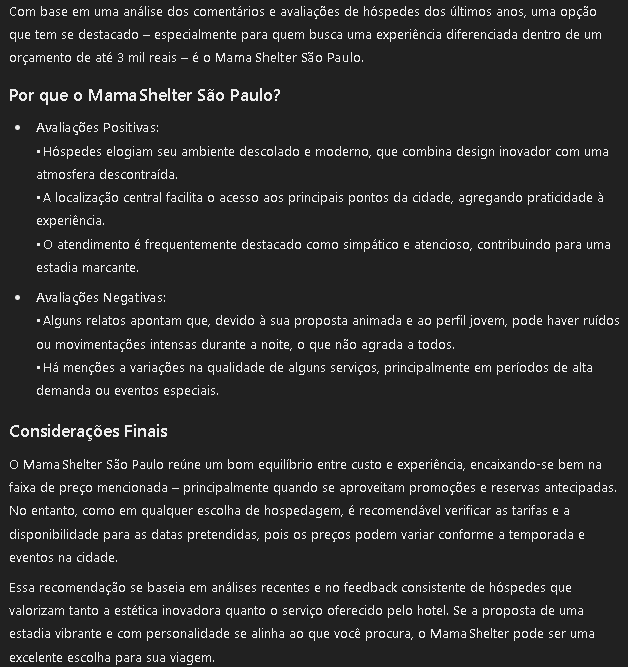 Com base em uma análise dos comentários e avaliações de hóspedes dos últimos anos, uma opção
que tem se destacado – especialmente para quem busca uma experiência diferenciada dentro de um
orçamento de até 3 mil reais – é o Mama Shelter São Paulo.
Por que o Mama Shelter São Paulo?
• Avaliações Positivas:
▪Hóspedes elogiam seu ambiente descolado e moderno, que combina design inovador com uma
atmosfera descontraída.
▪A localização central facilita o acesso aos principais pontos da cidade, agregando praticidade à
experiência.
▪O atendimento é frequentemente destacado como simpático e atencioso, contribuindo para uma
estadia marcante.
• Avaliações Negativas:
▪Alguns relatos apontam que, devido à sua proposta animada e ao perfil jovem, pode haver ruídos
ou movimentações intensas durante a noite, o que não agrada a todos.
▪Há menções a variações na qualidade de alguns serviços, principalmente em períodos de alta
demanda ou eventos especiais.
Considerações Finais
O Mama Shelter São Paulo reúne um bom equilíbrio entre custo e experiência, encaixando-se bem na
faixa de preço mencionada – principalmente quando se aproveitam promoções e reservas antecipadas.
No entanto, como em qualquer escolha de hospedagem, é recomendável verificar as tarifas e a
disponibilidade para as datas pretendidas, pois os preços podem variar conforme a temporada e
eventos na cidade.
Essa recomendação se baseia em análises recentes e no feedback consistente de hóspedes que
valorizam tanto a estética inovadora quanto o serviço oferecido pelo hotel. Se a proposta de uma
estadia vibrante e com personalidade se alinha ao que você procura, o Mama Shelter pode ser uma
excelente escolha para sua viagem.